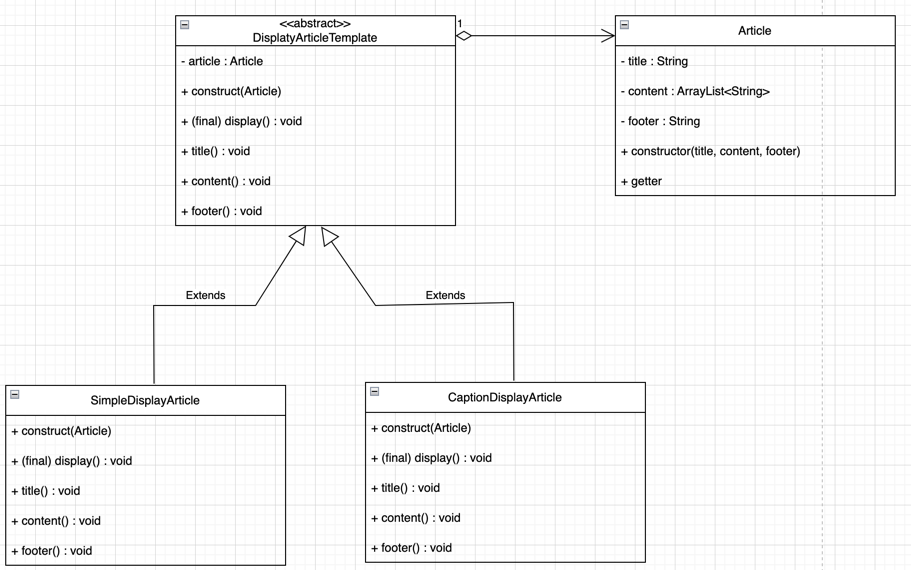 <<abstract>>
DisplatyArticleTemplate
- article : Article
+ construct(Article)
+ (final) display() : void
+ title() : void
+ content() : void
+ footer() : void
1
Article
- title : String
- content : ArrayList<String>
- footer : String
+ constructor(title, content, footer)
+ getter
Extends
Extends
SimpleDisplayArticle
+ construct(Article)
+ (final) display() : void
+ title() : void
+ content() : void
+ footer() : void
CaptionDisplayArticle
+ construct(Article)
+ (final) display() : void
+ title() : void
+ content() : void
+ footer() : void